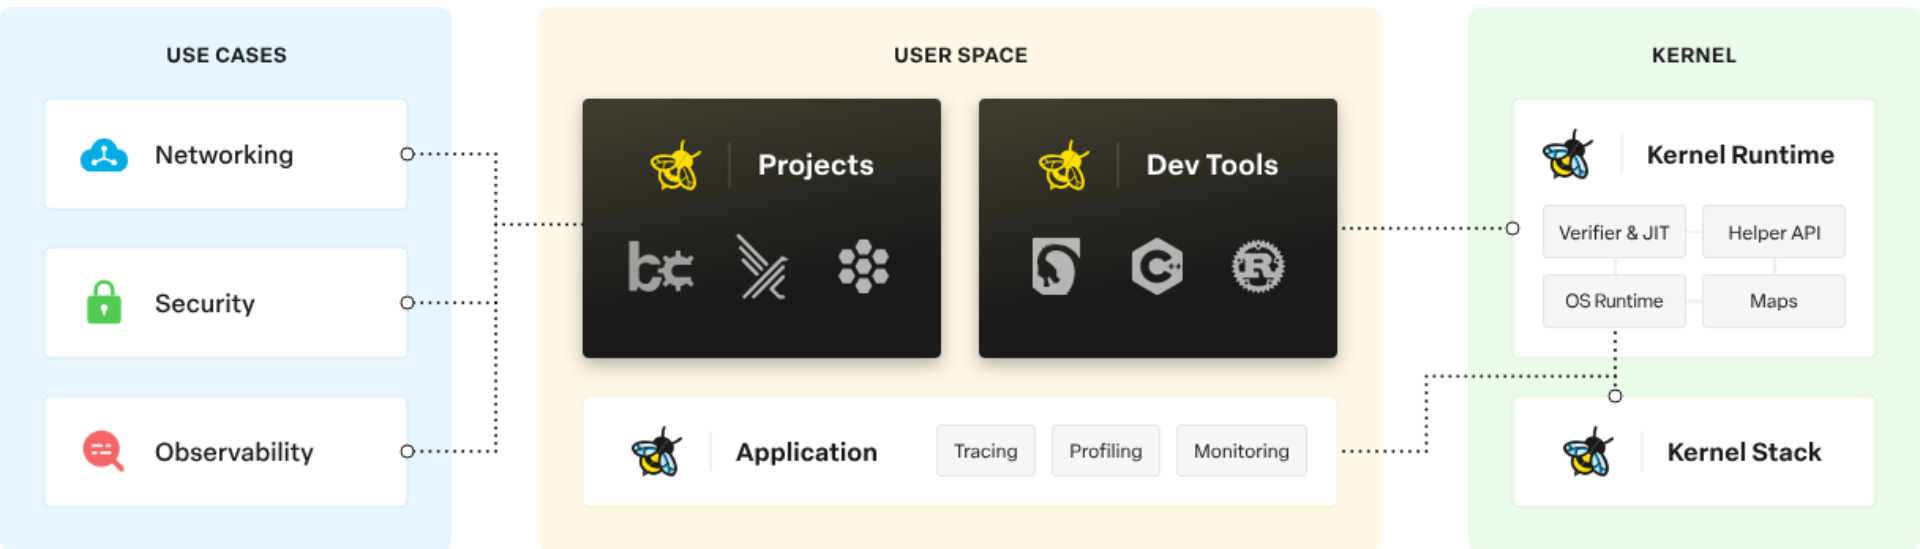 USE CASES
Networking
Security
Observability
USER SPACE
Projects
bc
Dev Tools
C++
R
Application
Tracing
Profiling
Monitoring
KERNEL
Kernel Runtime
Verifier & JIT
Helper API
OS Runtime
Maps
Kernel Stack